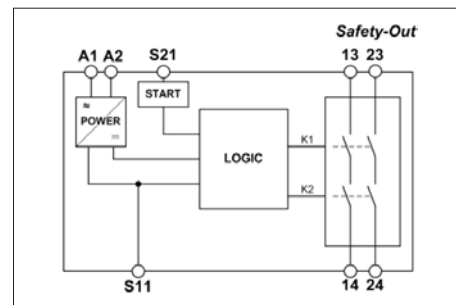 Safety-Out
A1 A2 S21 13 23
START
POWER
LOGIC
K1
K2
S11 14 24